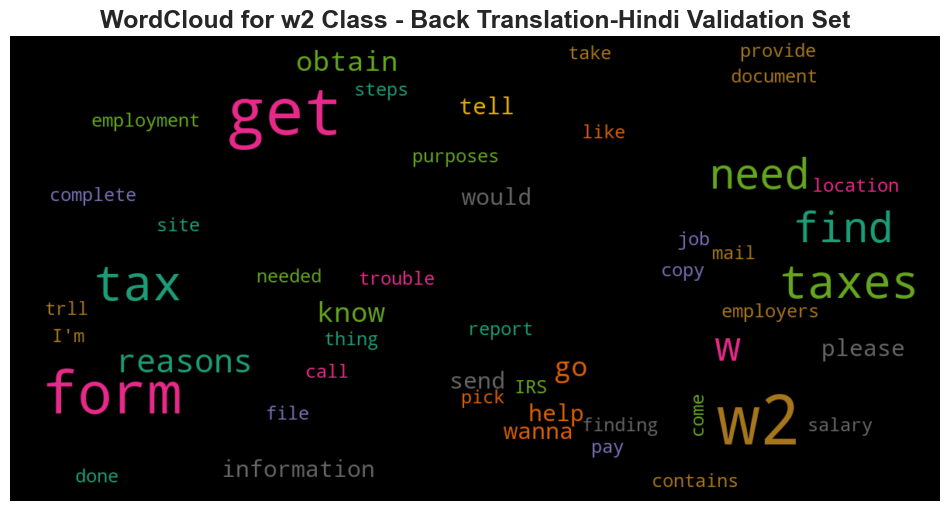 WordCloud for w2 Class - Back Translation-Hindi Validation Set
take
provide
obtain
document
steps
get
tell
employment
like
purposes
need
location
complete
would
site
find
job
mail
copy
needed
trouble
tax
taxes
trll
know
employers
report
I'm
thing
w
please
reasons
go
call
send
IRS
form
pick
help
file
come
w2
finding
salary
wanna
pay
information
done
contains